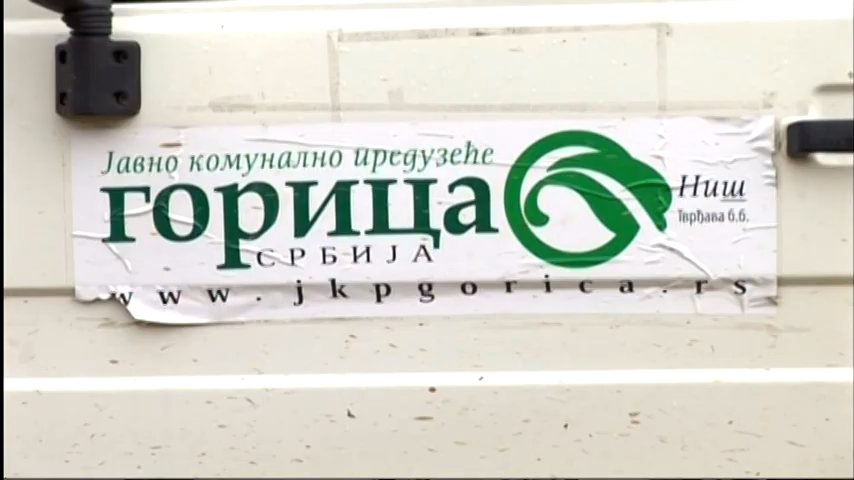 Јавно комунално предузеће
горица
СРБИЈА
Ниш
Тврђава б.б.
www.jkpgorica.rs